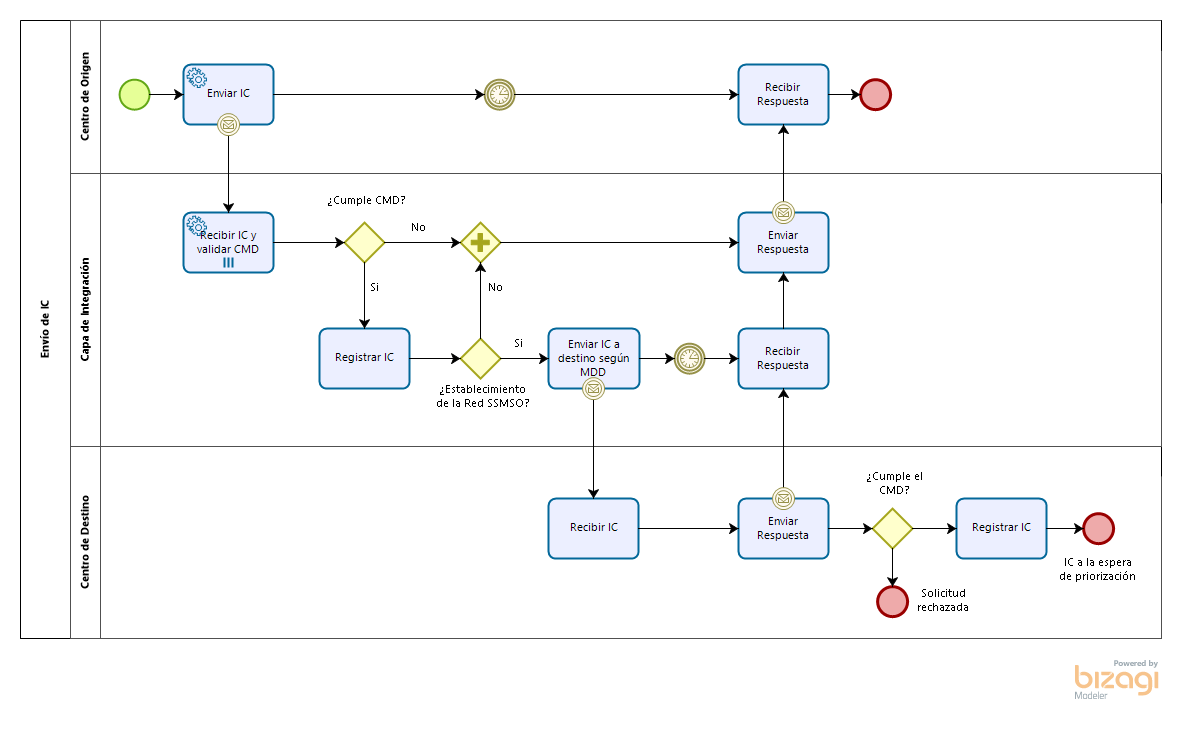 Envío de IC
Centro de Origen
Enviar IC
Recibir
Respuesta
Capa de Integración
Recibir IC y
validar CMD
¿Cumple CMD?
No
Si
Enviar
Respuesta
Registrar IC
No
¿Establecimiento
de la Red SSMSO?
Si
Enviar IC a
destino según
MDD
Recibir
Respuesta
Centro de Destino
Recibir IC
Enviar
Respuesta
¿Cumple el
CMD?
Registrar IC
IC a la espera
de priorización
Solicitud
rechazada
Powered by
bizagi
Modeler